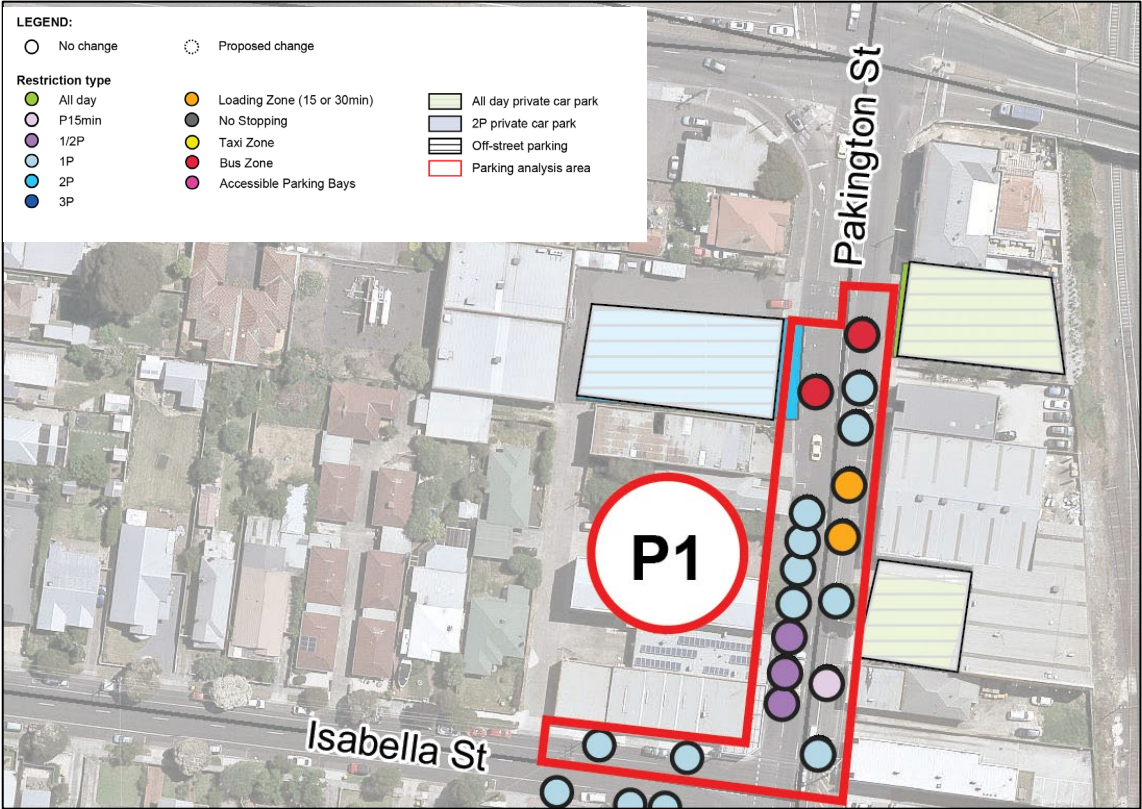 LEGEND:
No change
Proposed change
Restriction type
All day
P15min
1/2P
1P
2P
3P
Loading Zone (15 or 30min)
No Stopping
Taxi Zone
Bus Zone
Accessible Parking Bays
All day private car park
2P private car park
Off-street parking
Parking analysis area
Pakington St
P1
Isabella St